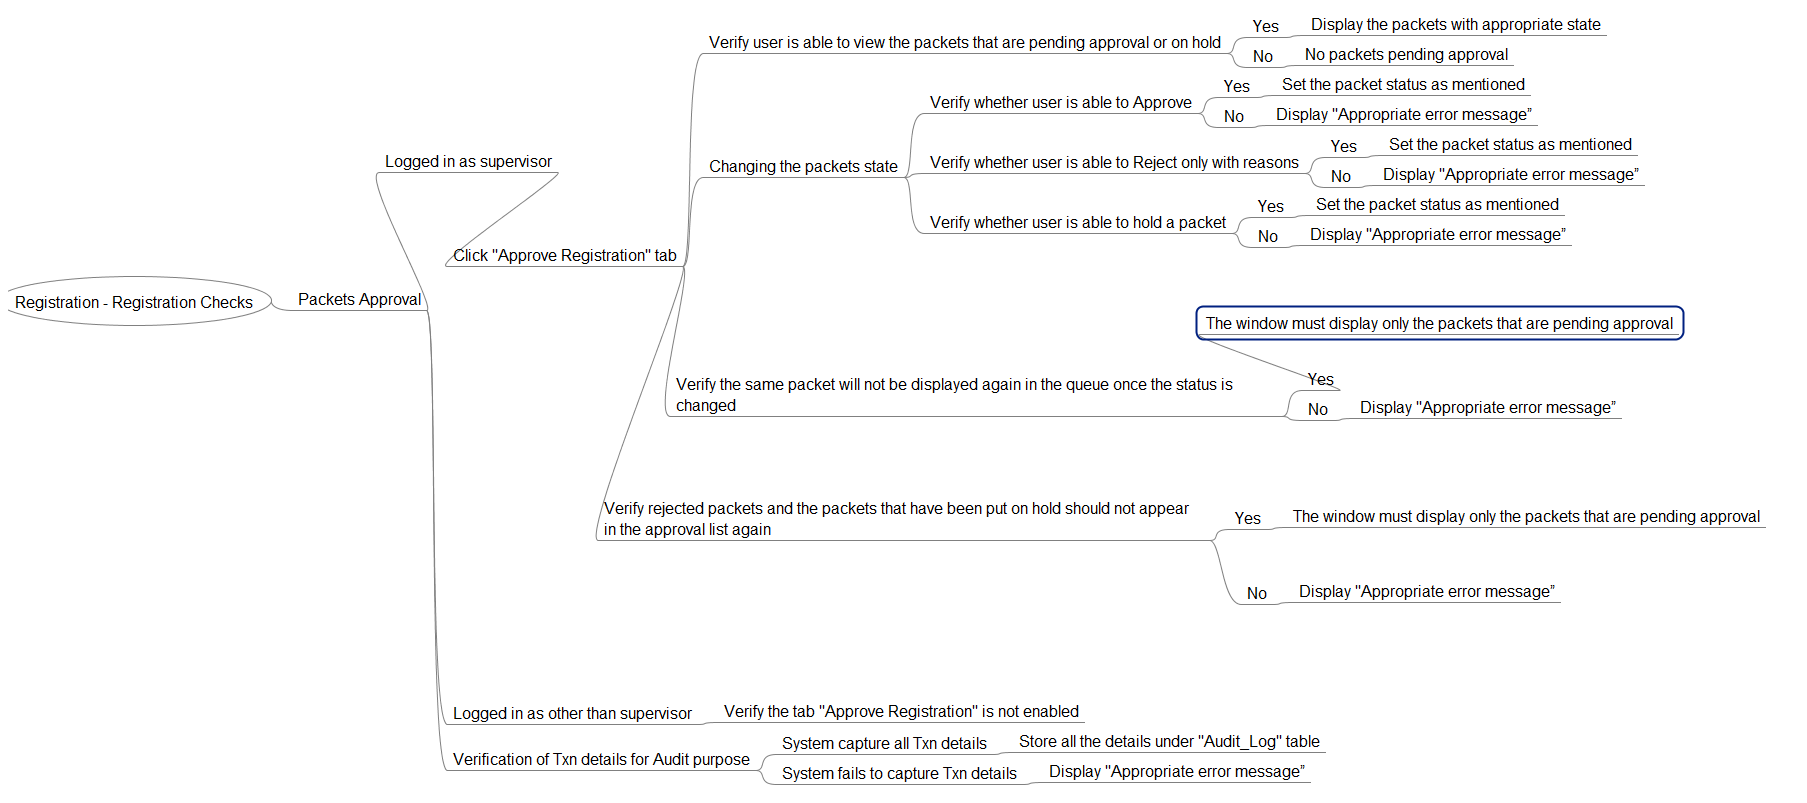 Registration - Registration Checks
Packets Approval
Logged in as supervisor
Click "Approve Registration" tab
Verify user is able to view the packets that are pending approval or on hold
Yes
Display the packets with appropriate state
No
No packets pending approval
Changing the packets state
Verify whether user is able to Approve
Yes
Set the packet status as mentioned
No
Display "Appropriate error message”
Verify whether user is able to Reject only with reasons
Yes
Set the packet status as mentioned
No
Display "Appropriate error message”
Verify whether user is able to hold a packet
Yes
Set the packet status as mentioned
No
Display "Appropriate error message”
Verify the same packet will not be displayed again in the queue once the status is
changed
Yes
The window must display only the packets that are pending approval
No
Display "Appropriate error message”
Verify rejected packets and the packets that have been put on hold should not appear
in the approval list again
Yes
The window must display only the packets that are pending approval
No
Display "Appropriate error message”
Logged in as other than supervisor
Verify the tab "Approve Registration" is not enabled
Verification of Txn details for Audit purpose
System capture all Txn details
Store all the details under "Audit_Log" table
System fails to capture Txn details
Display "Appropriate error message”